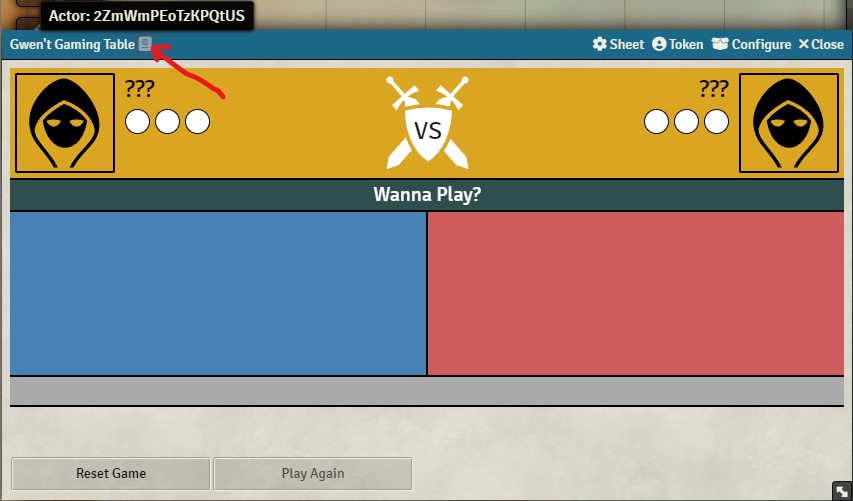 Actor: 2ZmWmPEoTzKPQtUS
Gwen't Gaming Table Sheet Token Configure Close
??? ???
VS
Wanna Play?
Reset Game Play Again